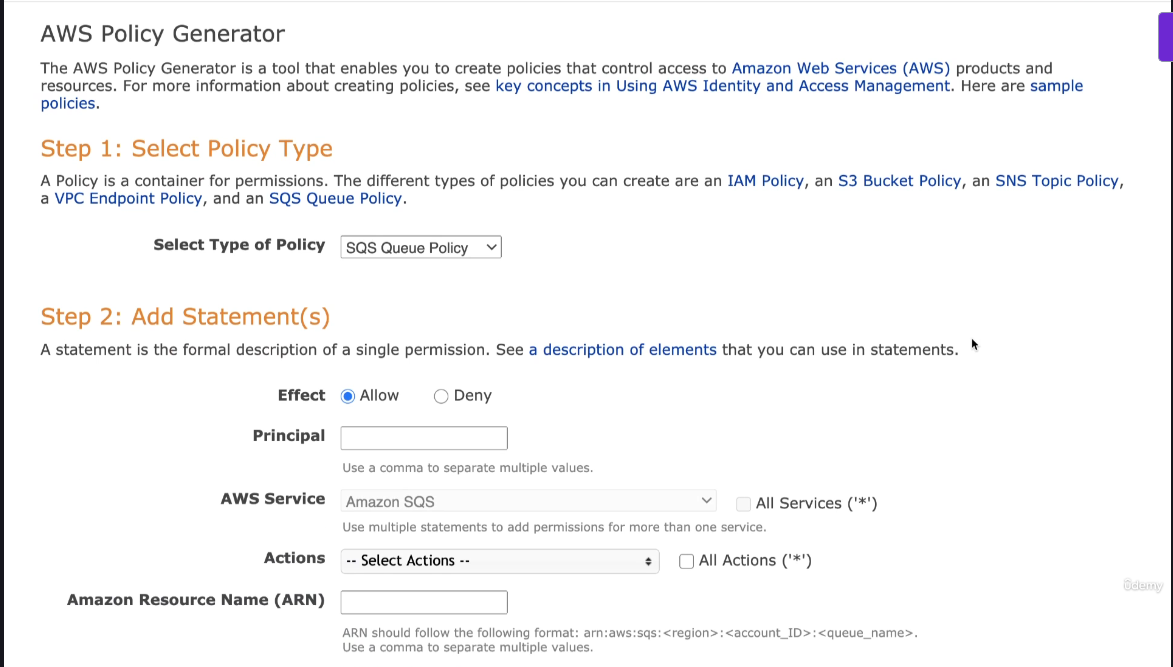 AWS Policy Generator
The AWS Policy Generator is a tool that enables you to create policies that control access to Amazon Web Services (AWS) products and
resources. For more information about creating policies, see key concepts in Using AWS Identity and Access Management. Here are sample
policies.
Step 1: Select Policy Type
A Policy is a container for permissions. The different types of policies you can create are an IAM Policy, an S3 Bucket Policy, an SNS Topic Policy,
a VPC Endpoint Policy, and an SQS Queue Policy.
Select Type of Policy SQS Queue Policy
Step 2: Add Statement(s)
A statement is the formal description of a single permission. See a description of elements that you can use in statements.
Effect Allow Deny
Principal
Use a comma to separate multiple values.
AWS Service Amazon SQS All Services ('*')
Use multiple statements to add permissions for more than one service.
Actions -- Select Actions -- All Actions ('*')
Amazon Resource Name (ARN)
ARN should follow the following format: arn:aws:sqs:<region>:<account_ID>:<queue_name>.
Use a comma to separate multiple values.
ûdemy